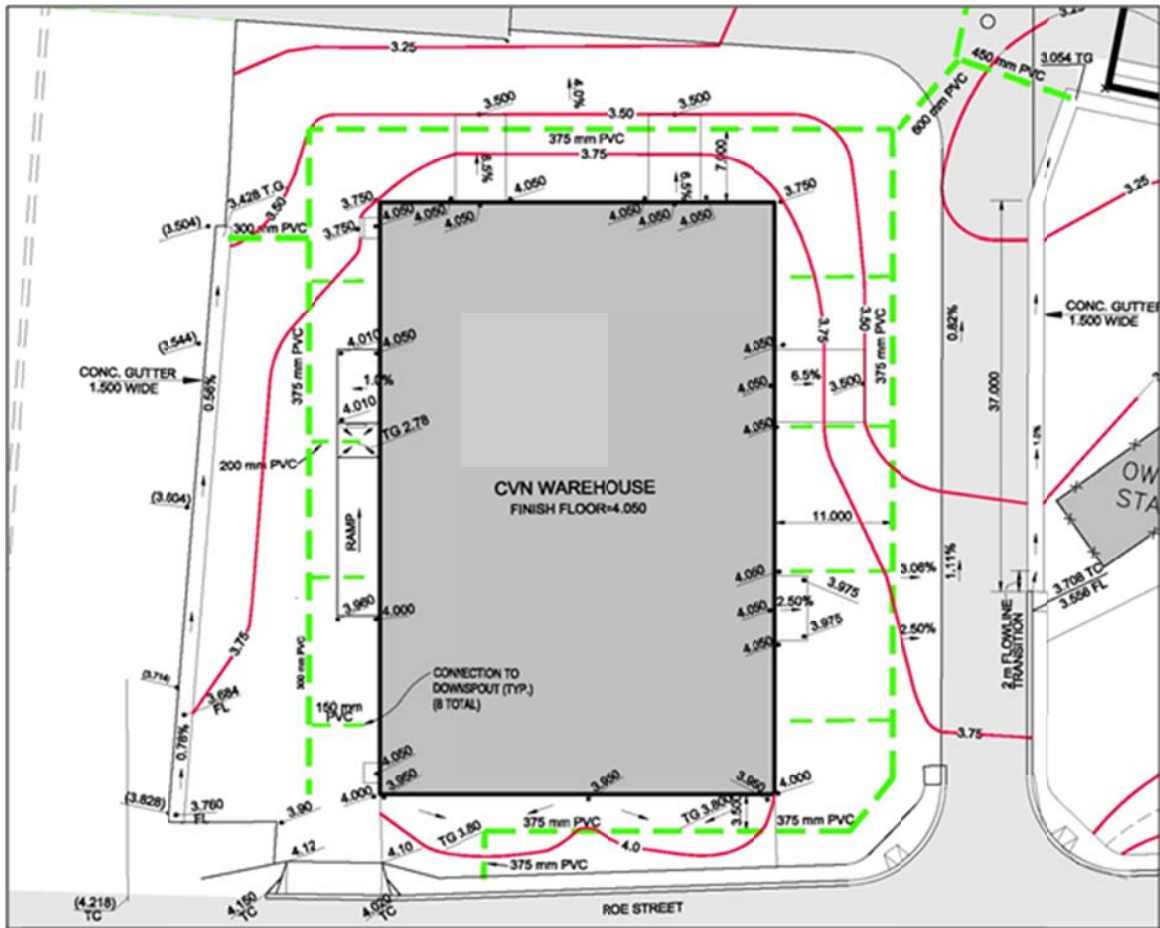 3.25
3.25
450 mm PVC
3.054 TG
600 mm PVC
4.0%
3.500
3.50
3.500
375 mm PVC
3.75
7.000
6.5%
6.5%
3.428 T.G
3.50
(3.504)
300 mm PVC
3.750
3.750
4.050
4.050
4.050
4.050
4.050
4.050
4.050
4.050
3.750
3.25
(3.544)
CONC. GUTTER
1.500 WIDE
0.56%
375 mm PVC
4.010
4.050
1.0%
4.010
TG 2.78
200 mm PVC
4.050
4.050
4.050
6.5%
3.75
3.50
3.500
375 mm PVC
0.82%
37.000
CONC. GUTTER
1.500 WIDE
1.0%
(3.604)
CVN WAREHOUSE
FINISH FLOOR=4.050
RAMP
11.000
OW
STA
3.960
4.000
4.050
4.050
4.050
2.50%
3.975
3.975
3.06%
2.50%
1.11%
3.708 TC
3.556 FL
2 m FLOWLINE
TRANSITION
3.75
300 mm PVC
(3.714)
3.684
FL
0.78%
150 mm
PVC
CONNECTION TO
DOWNSPOUT (TYP.)
(8 TOTAL)
3.75
4.050
3.950
4.000
3.950
3.950
4.000
(3.828)
3.760
FL
3.90
TG 3.80
375 mm PVC
TG 3.800
3.500
375 mm PVC
4.12
4.10
4.0
375 mm PVC
(4.218)
TC
4.150
TC
4.020
TC
ROE STREET